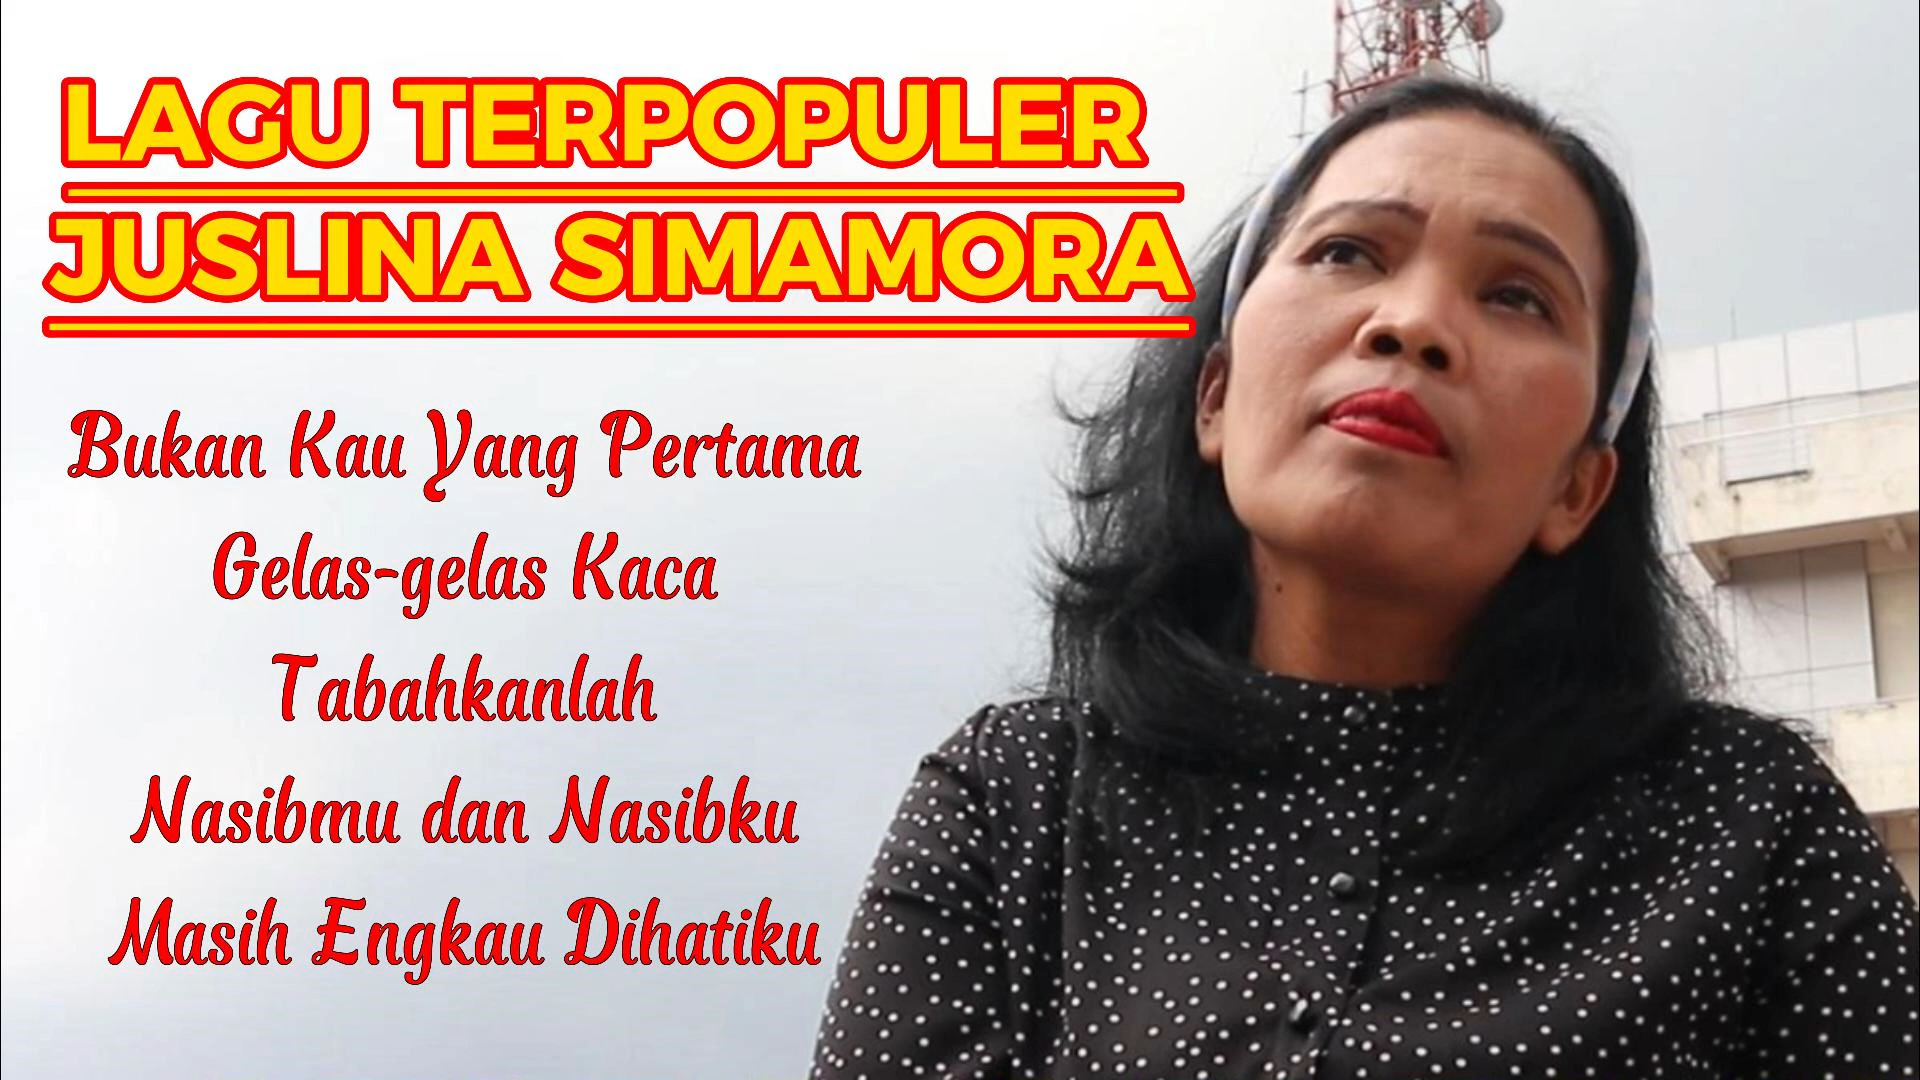 LAGU TERPOPULER
JUSLINA SIMAMORA
Bukan Kau Yang Pertama
Gelas-gelas Kaca
Tabahkanlah
Nasibmu dan Nasibku
Masih Engkau Dihatiku